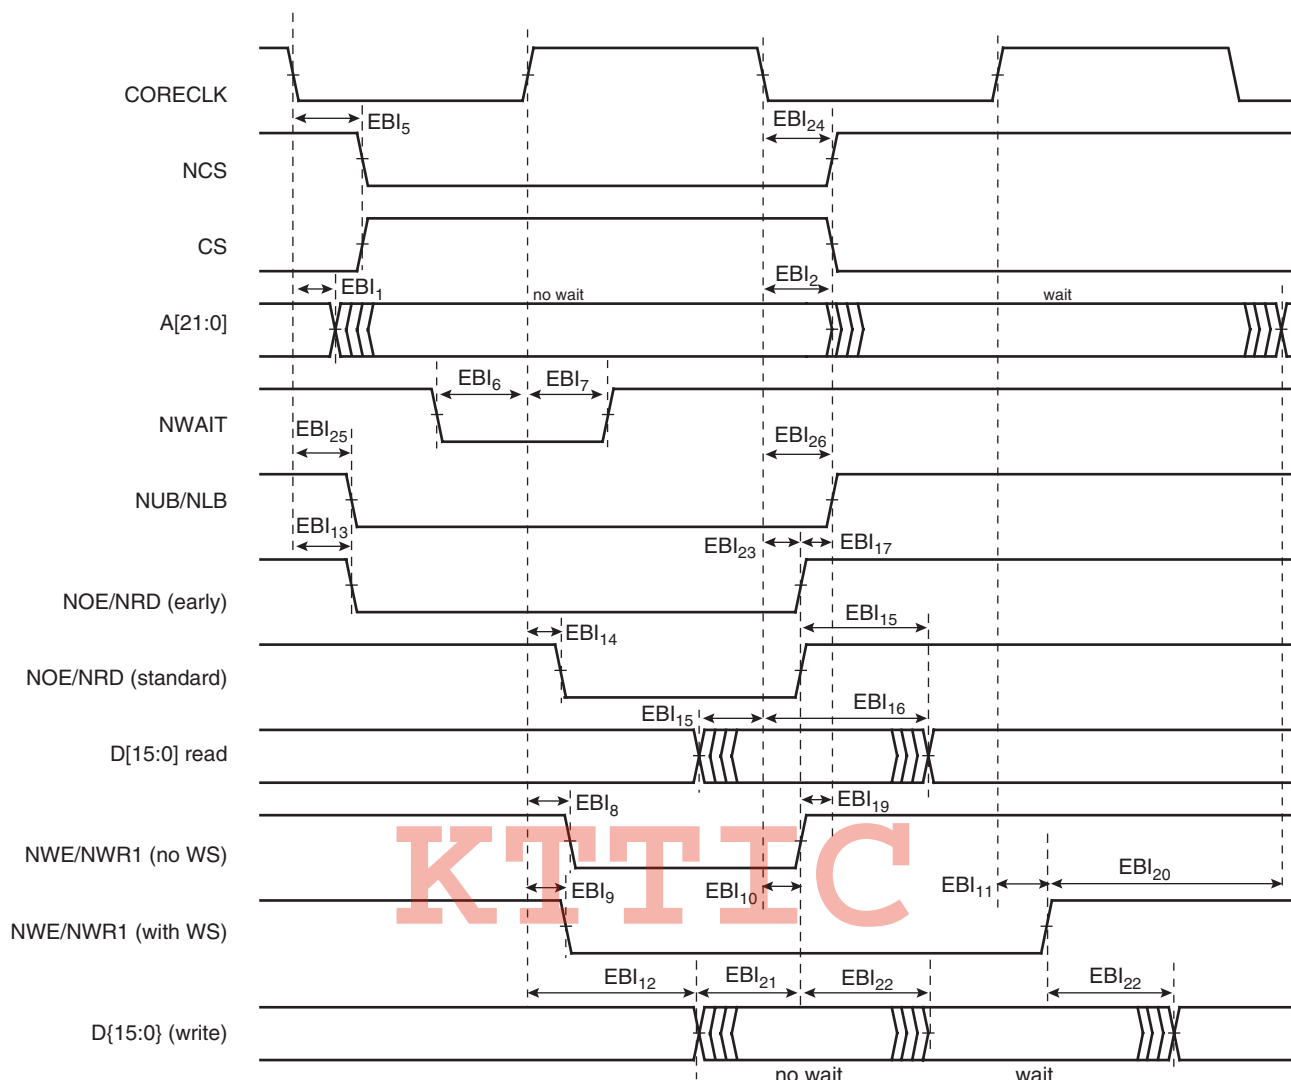 CORECLK
EBI5
EBI24
NCS
CS
EBI1
no wait
EBI2
wait
A[21:0]
EBI6
EBI7
NWAIT
EBI25
EBI26
NUB/NLB
EBI13
EBI23
EBI17
NOE/NRD (early)
EBI14
EBI15
NOE/NRD (standard)
EBI15
EBI16
D[15:0] read
EBI8
EBI19
NWE/NWR1 (no WS)
KTTIC
EBI9
EBI10
EBI11
EBI20
NWE/NWR1 (with WS)
EBI12
EBI21
EBI22
EBI22
D{15:0} (write)
no wait
wait